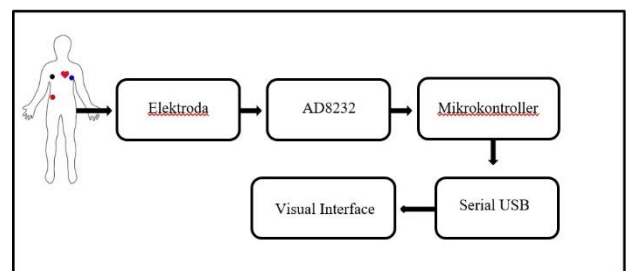 Elektroda
AD8232
Mikrokontroller
Visual Interface
Serial USB